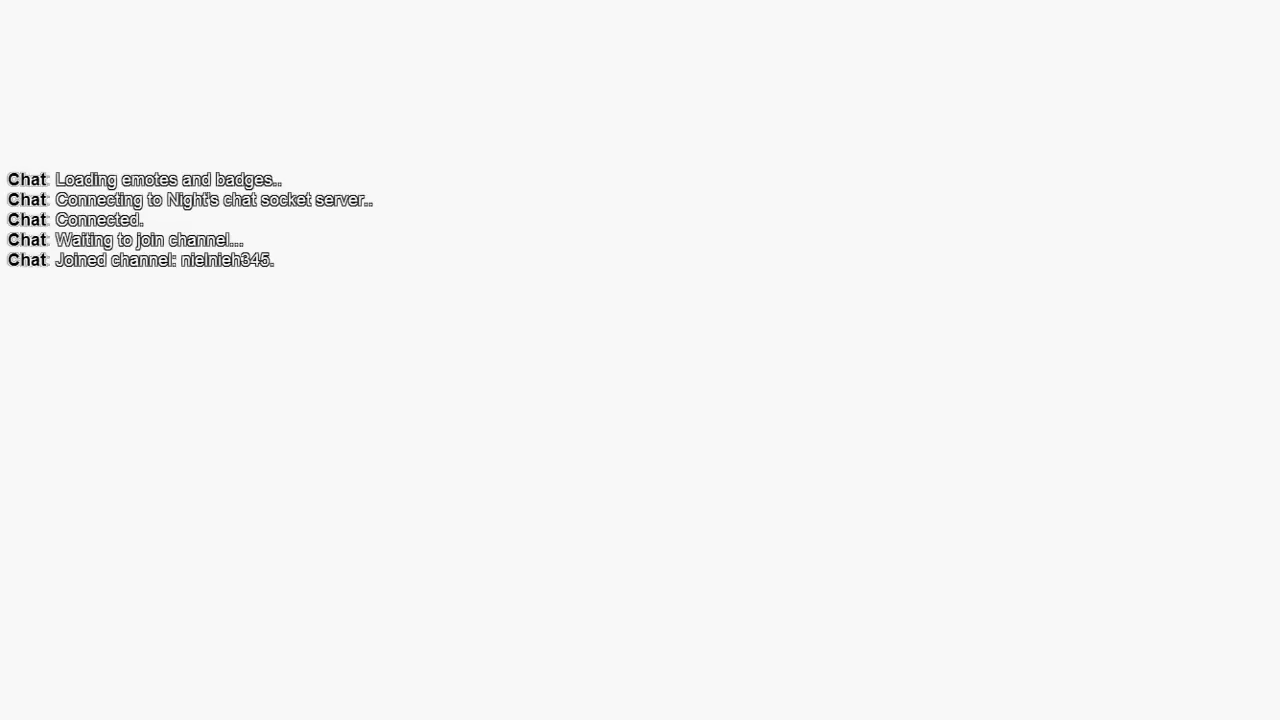 Chat: Loading emotes and badges..
Chat: Connecting to Night's chat socket server..
Chat: Connected.
Chat: Waiting to join channel...
Chat: Joined channel: nielnieh345.